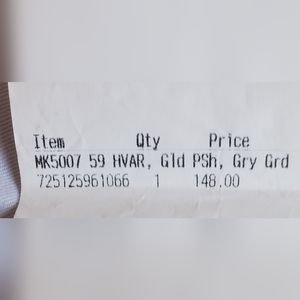 Item Qty Price
MK5007 59 HVAR, Gld PSh, Gry Grd
725125961066 1 148.00